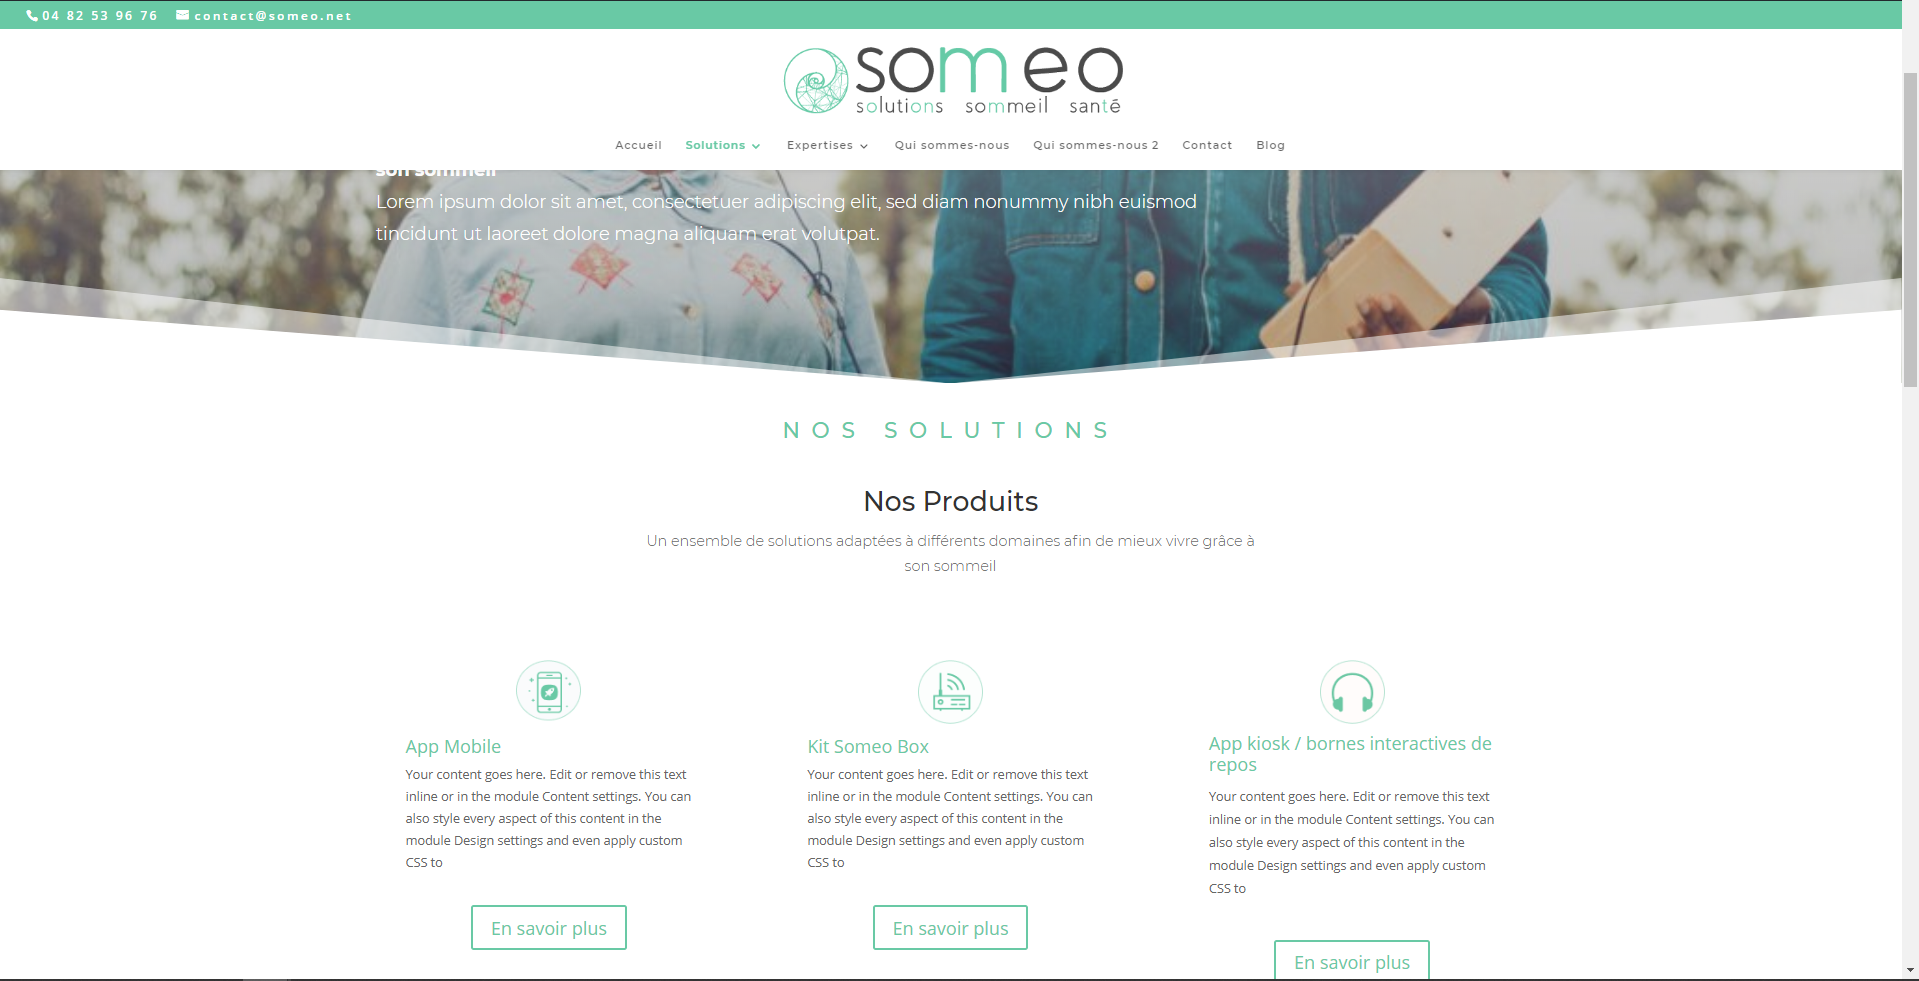 04 82 53 96 76 contact@someo.net
someo
solutions sommeil santé
Accueil Solutions Expertises Qui sommes-nous Qui sommes-nous 2 Contact Blog
son sommeil
Lorem ipsum dolor sit amet, consectetuer adipiscing elit, sed diam nonummy nibh euismod
tincidunt ut laoreet dolore magna aliquam erat volutpat.
NOS SOLUTIONS
Nos Produits
Un ensemble de solutions adaptées à différents domaines afin de mieux vivre grâce à
son sommeil
App Mobile
Your content goes here. Edit or remove this text
inline or in the module Content settings. You can
also style every aspect of this content in the
module Design settings and even apply custom
CSS to
En savoir plus
Kit Someo Box
Your content goes here. Edit or remove this text
inline or in the module Content settings. You can
also style every aspect of this content in the
module Design settings and even apply custom
CSS to
En savoir plus
App kiosk / bornes interactives de
repos
Your content goes here. Edit or remove this text
inline or in the module Content settings. You can
also style every aspect of this content in the
module Design settings and even apply custom
CSS to
En savoir plus